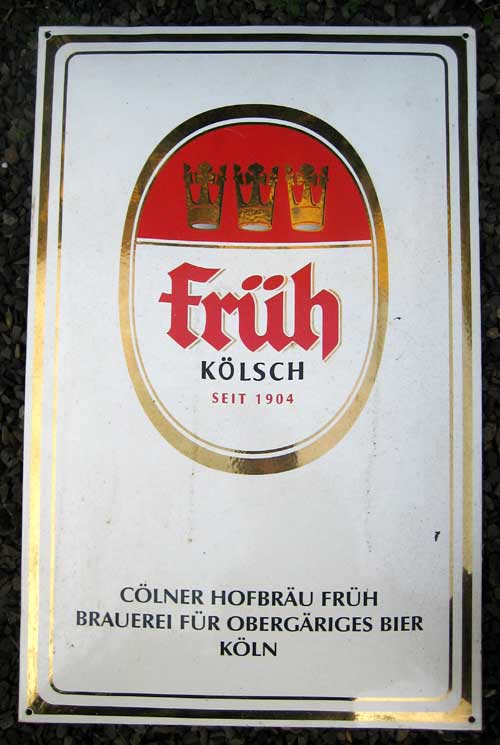 Früh
KÖLSCH
SEIT 1904
CÖLNER HOFBRÄU FRÜH
BRAUEREI FÜR OBERGÄRIGES BIER
KÖLN